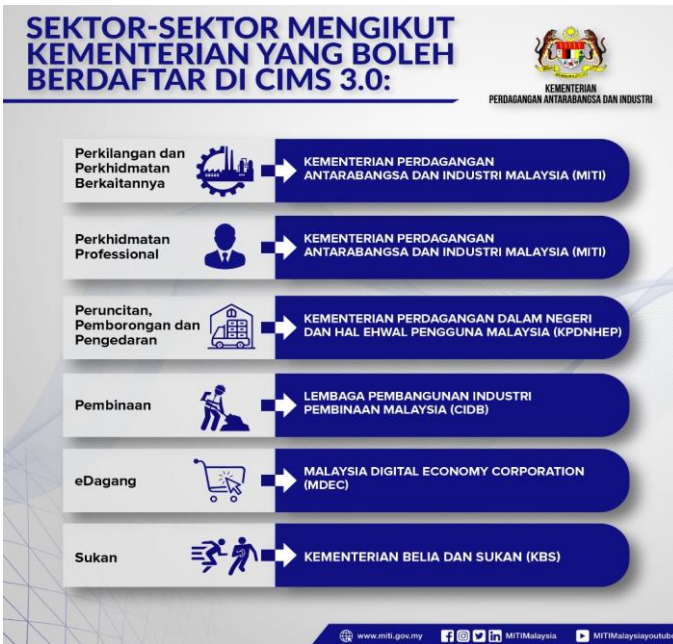 SEKTOR-SEKTOR MENGIKUT
KEMENTERIAN YANG BOLEH
BERDAFTAR DI CIMS 3.0:
KEMENTERIAN
PERDAGANGAN ANTARABANGSA DAN INDUSTRI
Perkilangan dan
Perkhidmatan
Berkaitannya
KEMENTERIAN PERDAGANGAN
ANTARABANGSA DAN INDUSTRI MALAYSIA (MITI)
Perkhidmatan
Professional
KEMENTERIAN PERDAGANGAN
ANTARABANGSA DAN INDUSTRI MALAYSIA (MITI)
Peruncitan,
Pemborongan dan
Pengedaran
KEMENTERIAN PERDAGANGAN DALAM NEGERI
DAN HAL EHWAL PENGGUNA MALAYSIA (KPDNHEP)
Pembinaan
LEMBAGA PEMBANGUNAN INDUSTRI
PEMBINAAN MALAYSIA (CIDB)
eDagang
MALAYSIA DIGITAL ECONOMY CORPORATION
(MDEC)
Sukan
KEMENTERIAN BELIA DAN SUKAN (KBS)
www.miti.gov.my MITIMalaysia MITIMalaysiayoutube